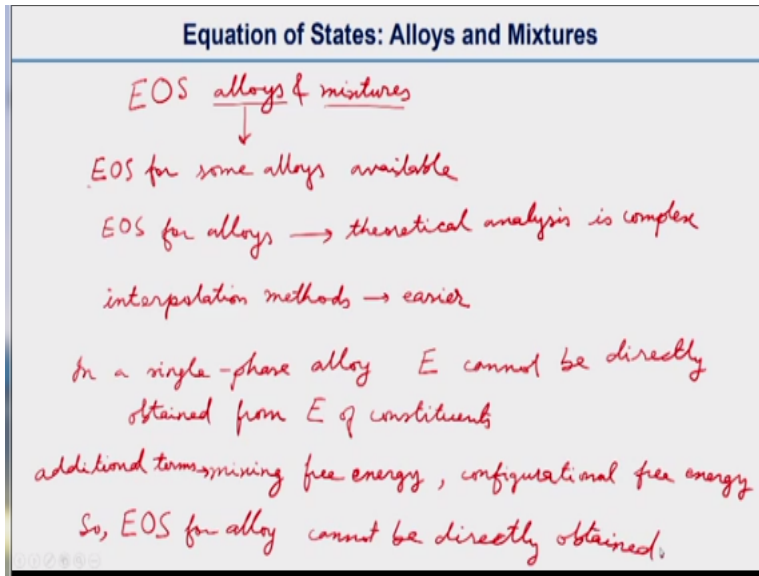 Equation of States: Alloys and Mixtures
EOS alloys & mixtures
EOS for some alloys available
EOS for alloys → theoretical analysis is complex
interpolation methods → easier
In a single-phase alloy E cannot be directly
obtained from E of constituents
additional terms→mixing free energy, configurational free energy
So, EOS for alloy cannot be directly obtained.